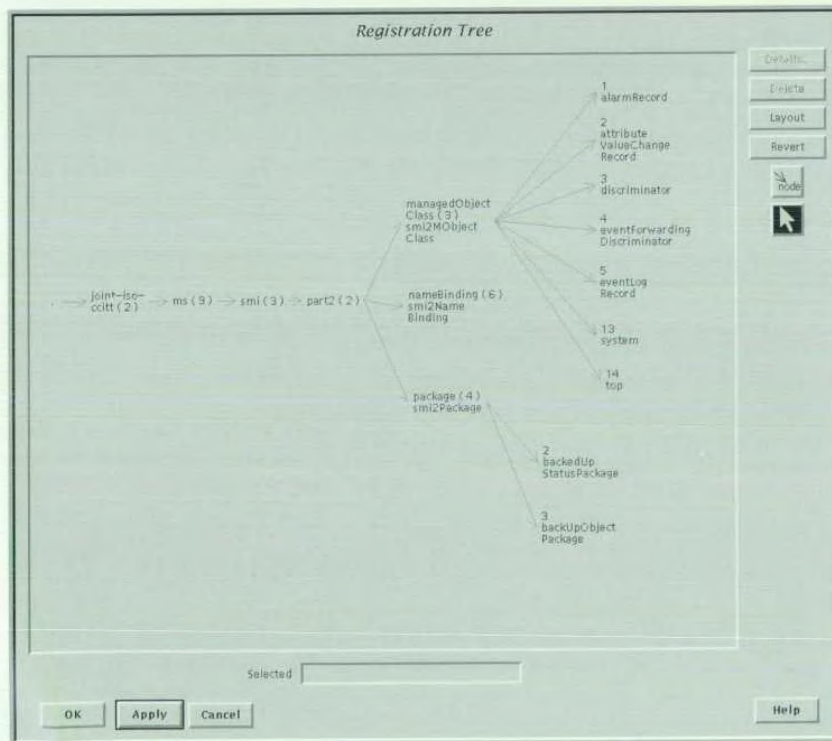 Registration Tree
Details.
Delete
Layout
Revert
node
1
alarmRecord
2
attribute
ValueChange
Record
3
discriminator
4
eventForwarding
Discriminator
5
eventLog
Record
13
system
14
top
managedObject
Class (3)
smi2MObject
Class
joint-iso-
ccitt (2)
ms (9)
smi (3)
part2 (2)
nameBinding (6)
smi2Name
Binding
package (4)
smi2Package
2
backedUp
StatusPackage
3
backUpObject
Package
Selected
OK
Apply
Cancel
Help